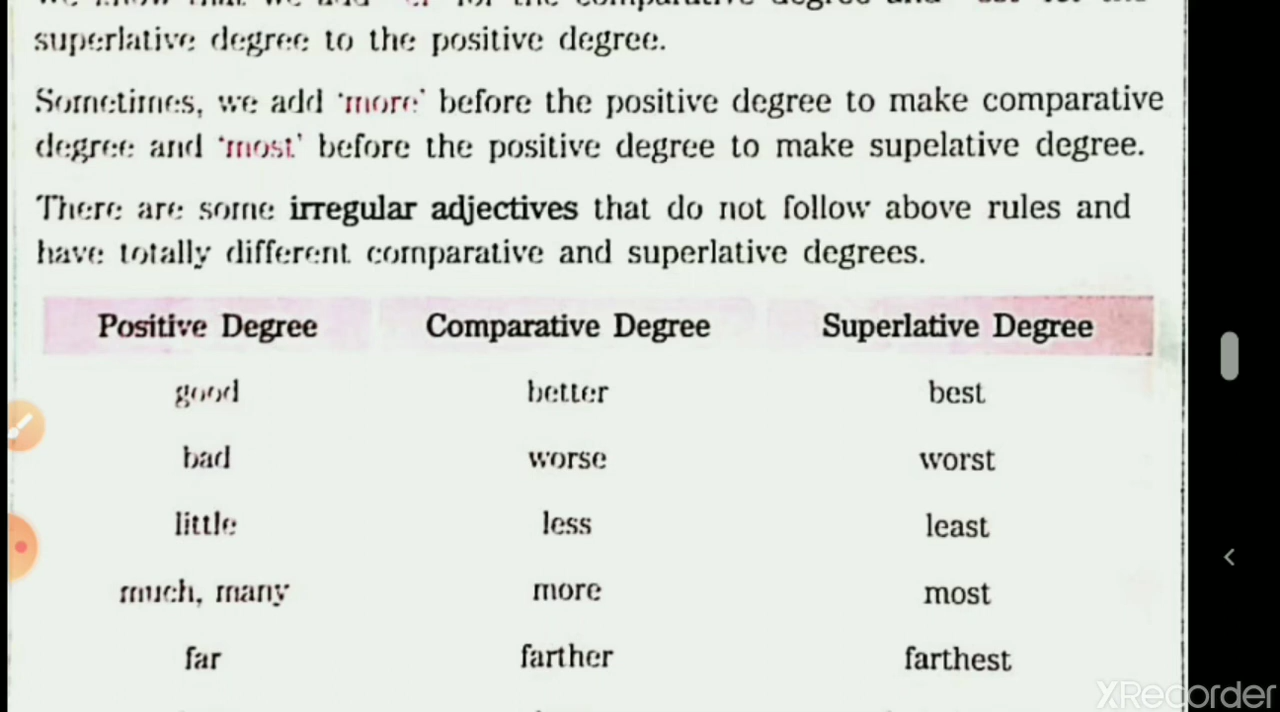 superlative degree to the positive degree.
Sometimes, we add 'more' before the positive degree to make comparative
degree and 'most' before the positive degree to make supelative degree.
There are some irregular adjectives that do not follow above rules and
have totally different comparative and superlative degrees.
Positive Degree Comparative Degree Superlative Degree
good better best
bad worse worst
little less least
much, many more most
far farther farthest
XRecorder